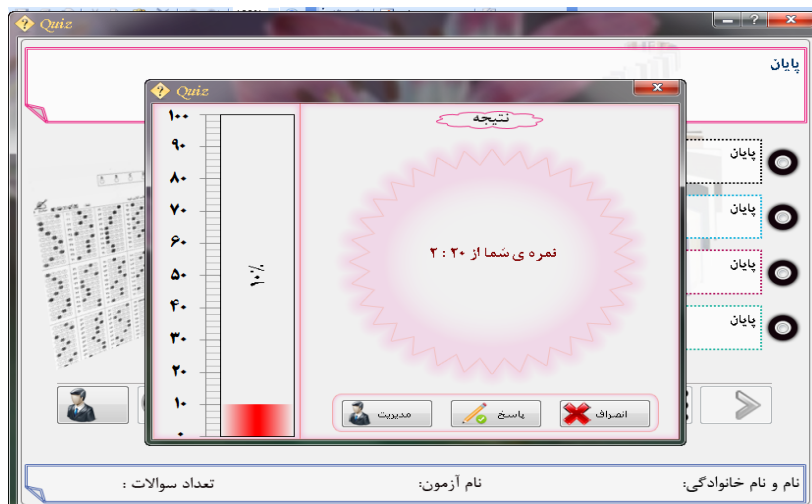 Quiz
پایان
Quiz
نتیجه
۱۰۰
۹۰
۸۰
۷۰
۶۰
۵۰
۴۰
۳۰
۲۰
۱۰
۰
۱۰%
نمره ی شما از ۲۰ : ۲
پایان
پایان
پایان
پایان
انصراف
پاسخ
مدیریت
نام و نام خانوادگی:
نام آزمون:
تعداد سوالات :